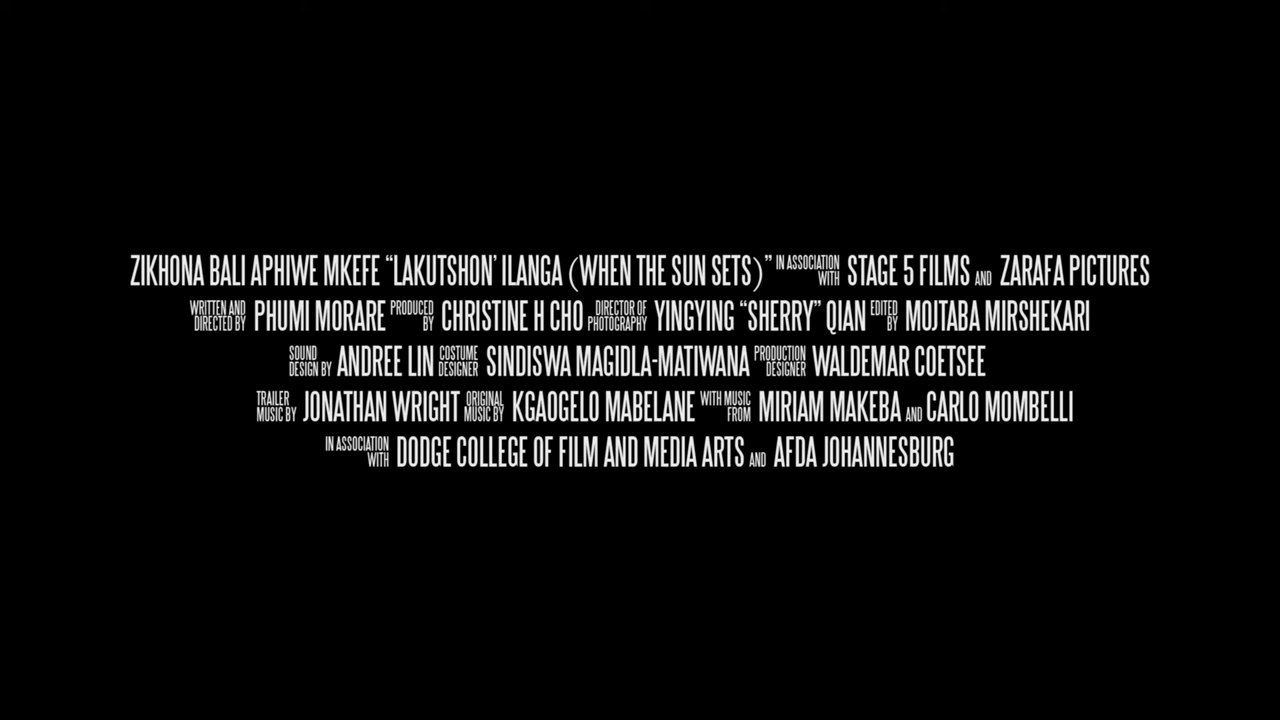 ZIKHONA BALI APHIWE MKEFE “LAKUTSHON’ ILANGA (WHEN THE SUN SETS)” IN ASSOCIATION WITH STAGE 5 FILMS AND ZARAFA PICTURES
WRITTEN AND DIRECTED BY PHUMI MORARE PRODUCED BY CHRISTINE H CHO DIRECTOR OF PHOTOGRAPHY YINGYING “SHERRY” QIAN EDITED BY MOJTABA MIRSHEKARI
SOUND DESIGN BY ANDREE LIN COSTUME DESIGNER SINDISWA MAGIDLA-MATIWANA PRODUCTION DESIGNER WALDEMAR COETSEE
TRAILER MUSIC BY JONATHAN WRIGHT ORIGINAL MUSIC BY KGAOGELO MABELANE WITH MUSIC FROM MIRIAM MAKEBA AND CARLO MOMBELLI
IN ASSOCIATION WITH DODGE COLLEGE OF FILM AND MEDIA ARTS AND AFDA JOHANNESBURG